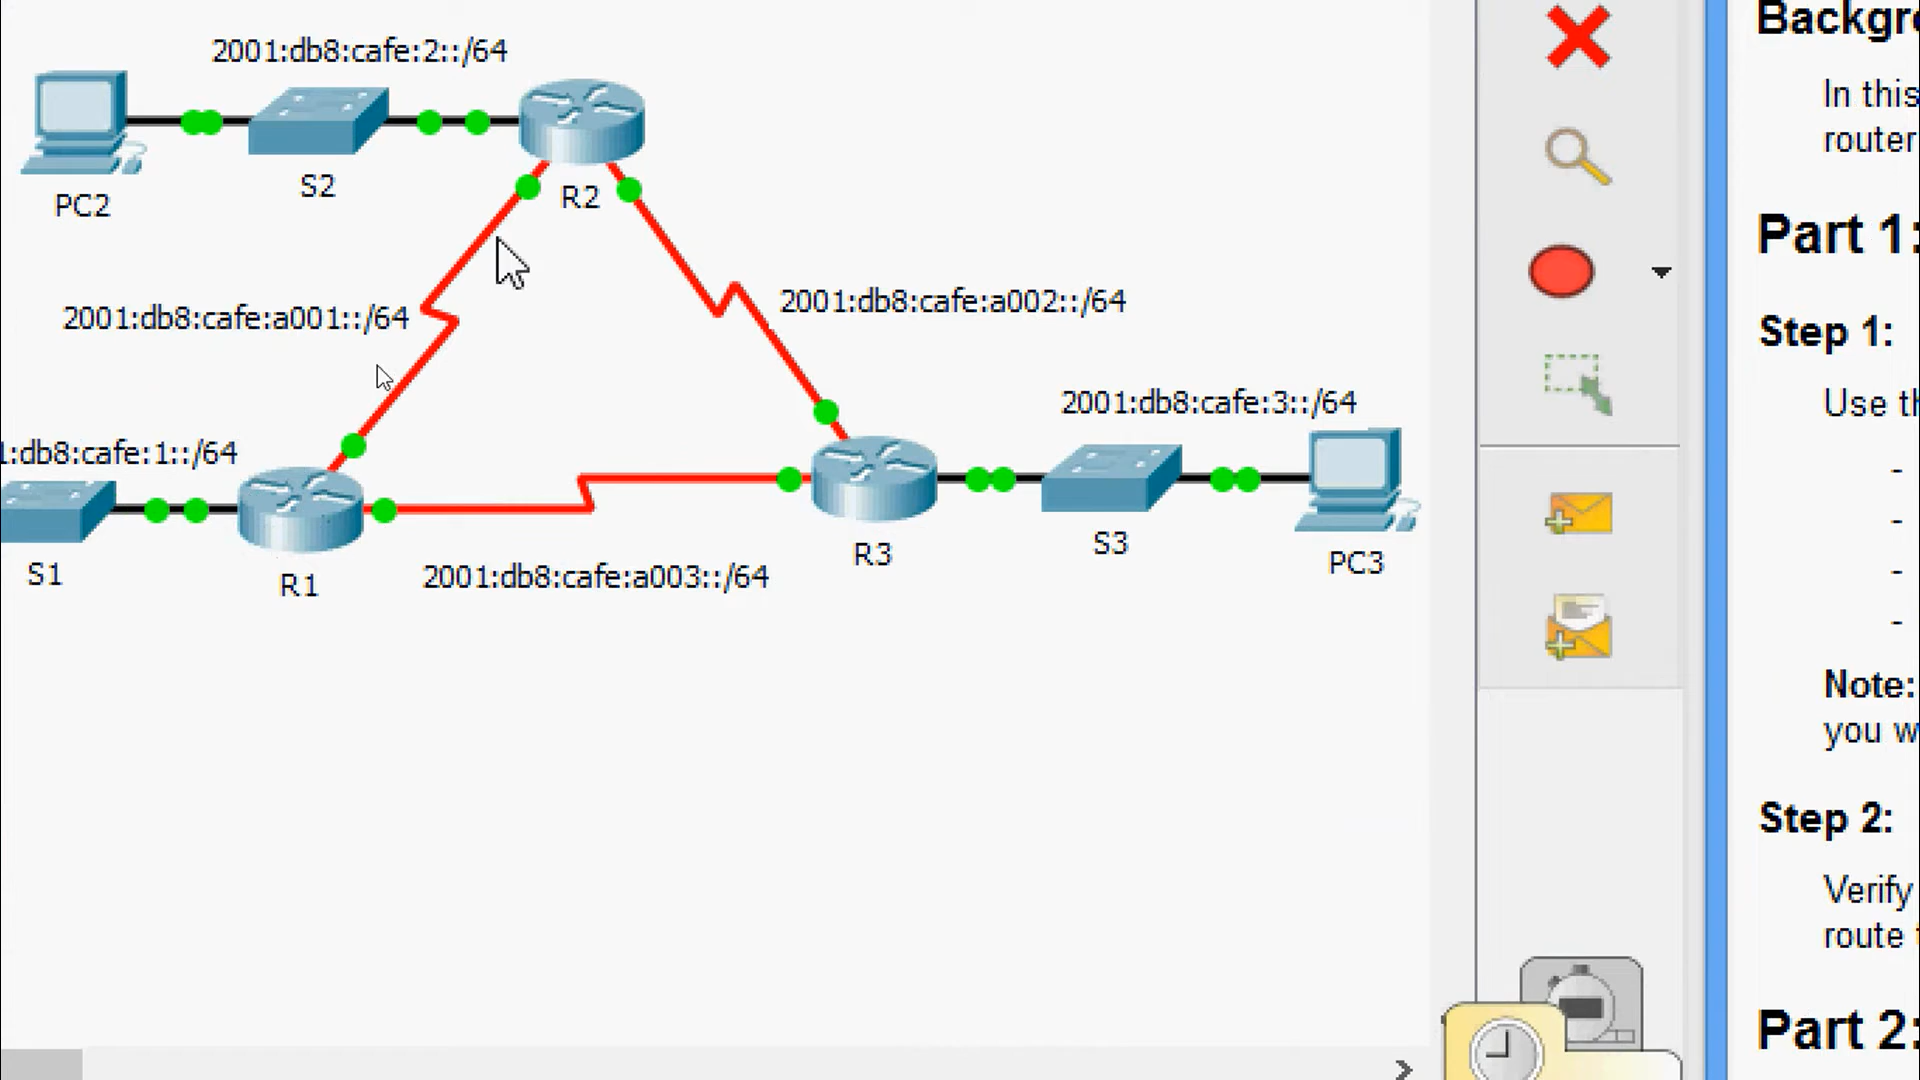 2001:db8:cafe:2::/64
PC2
S2
R2
2001:db8:cafe:a001::/64
2001:db8:cafe:a002::/64
2001:db8:cafe:3::/64
1:db8:cafe:1::/64
S1
R1
2001:db8:cafe:a003::/64
R3
S3
PC3
Backgr
In this
router
Part 1:
Step 1:
Use th
-
-
-
-
Note:
you w
Step 2:
Verify
route
Part 2: